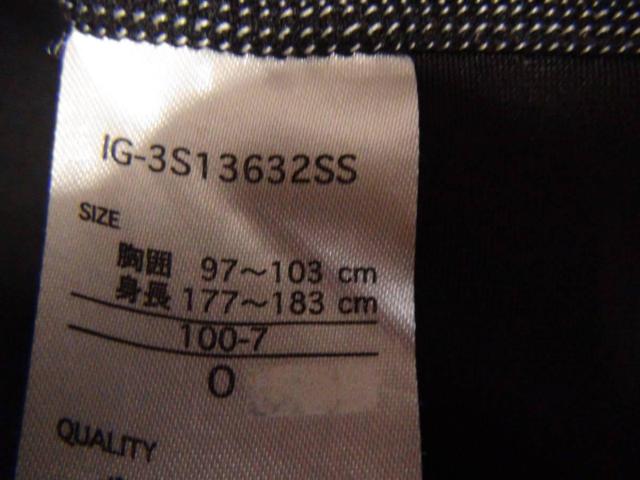 IG-3S13632SS
SIZE
胸囲 97～103 cm
身長 177～183 cm
100-7
O
QUALITY